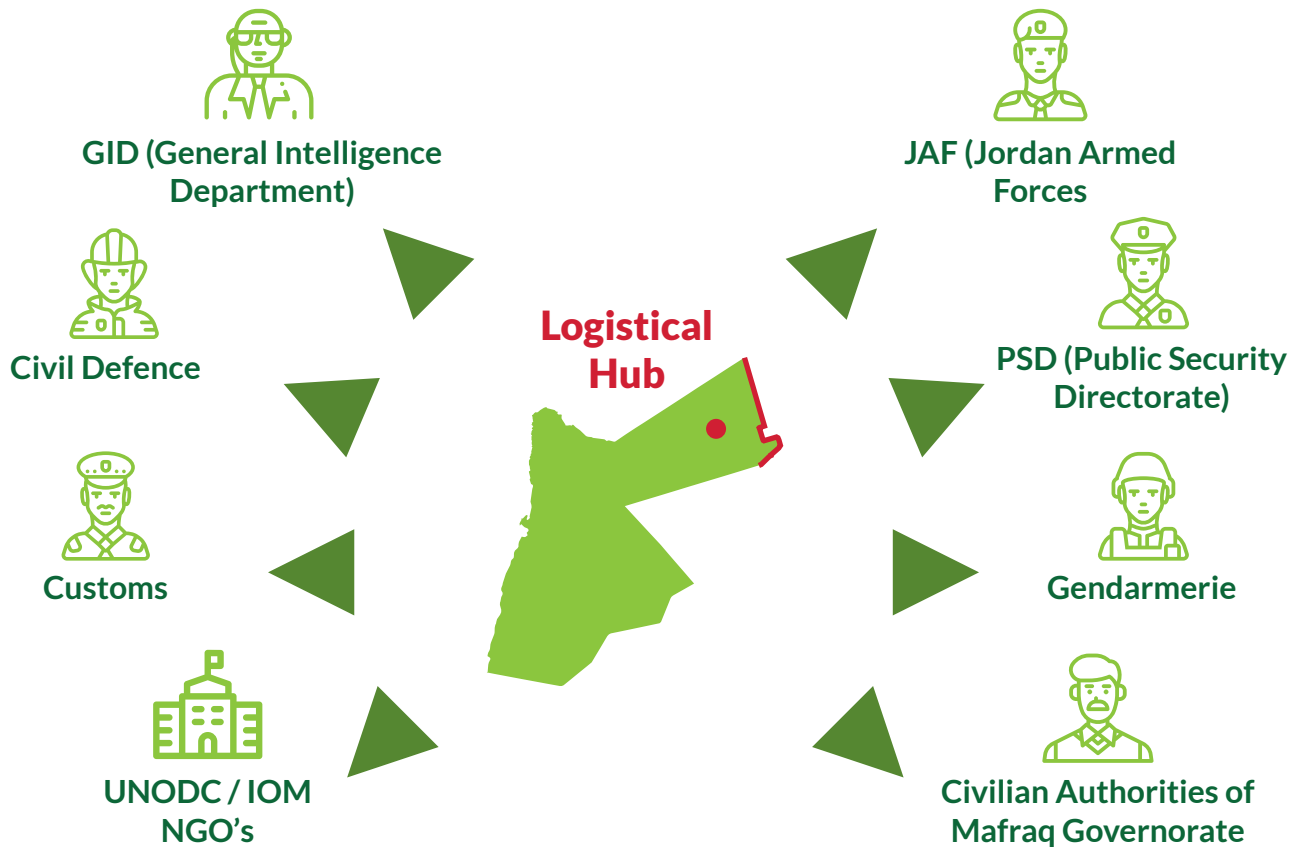 GID (General Intelligence
Department)
JAF (Jordan Armed
Forces
Civil Defence
PSD (Public Security
Directorate)
Logistical
Hub
Customs
Gendarmerie
UNODC / IOM
NGO’s
Civilian Authorities of
Mafraq Governorate